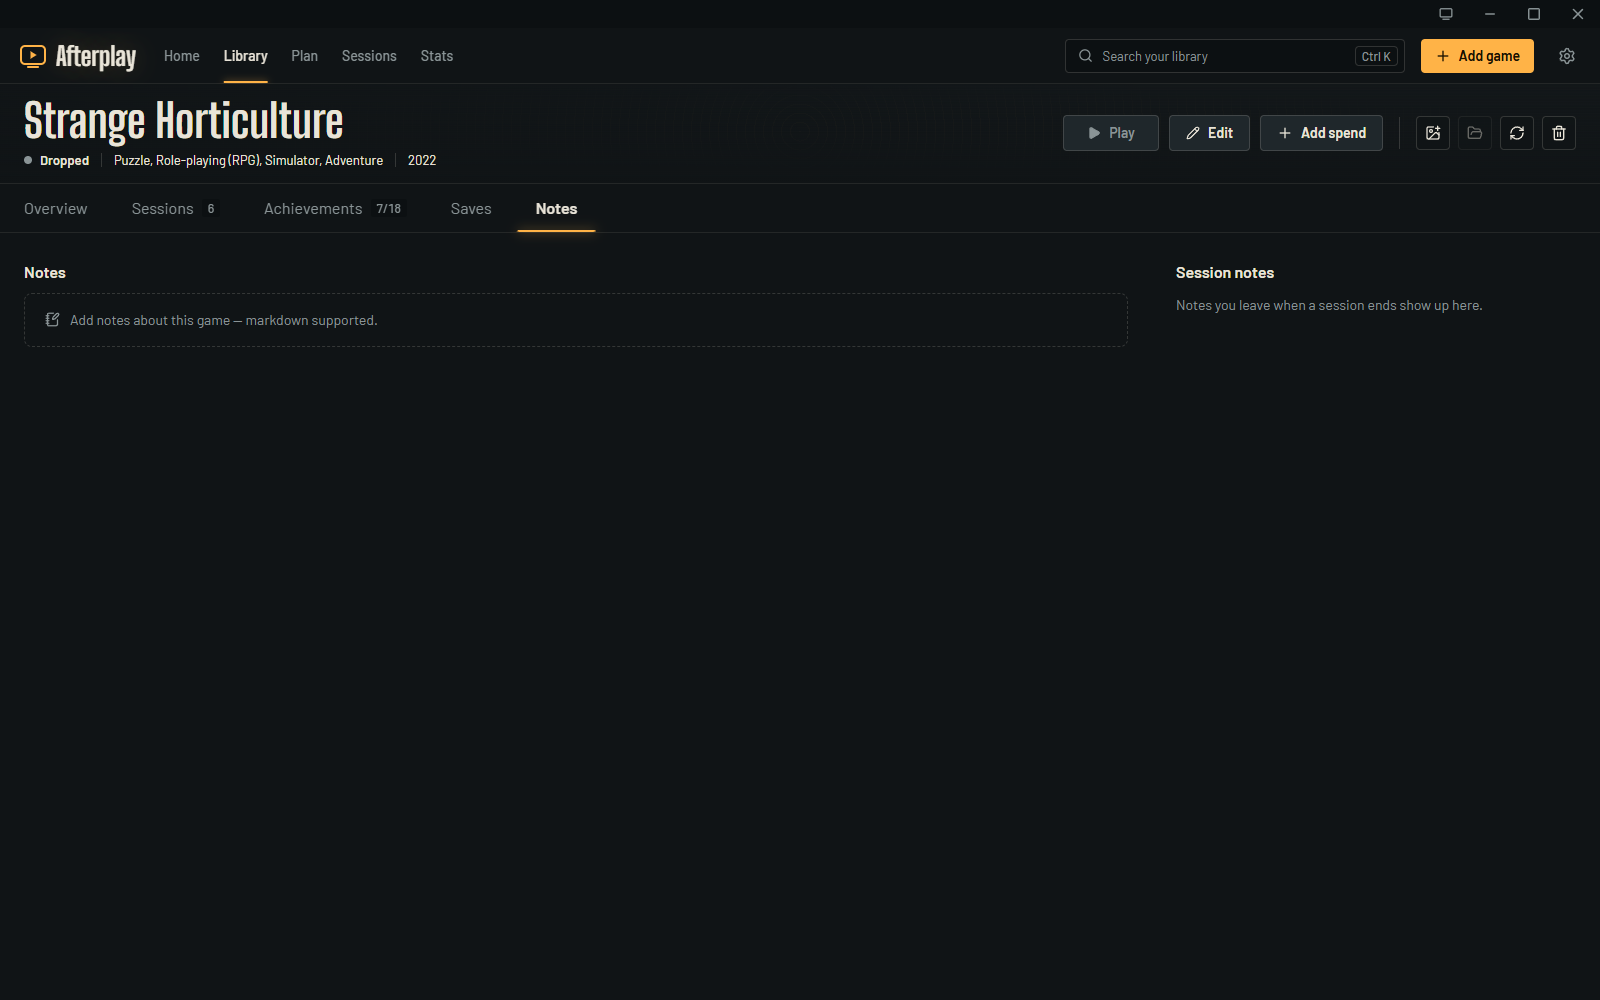 Afterplay
Home
Library
Plan
Sessions
Stats
Search your library
Ctrl K
Add game
Strange Horticulture
Dropped
Puzzle, Role-playing (RPG), Simulator, Adventure
2022
Play
Edit
Add spend
Overview
Sessions 6
Achievements 7/18
Saves
Notes
Notes
Add notes about this game — markdown supported.
Session notes
Notes you leave when a session ends show up here.